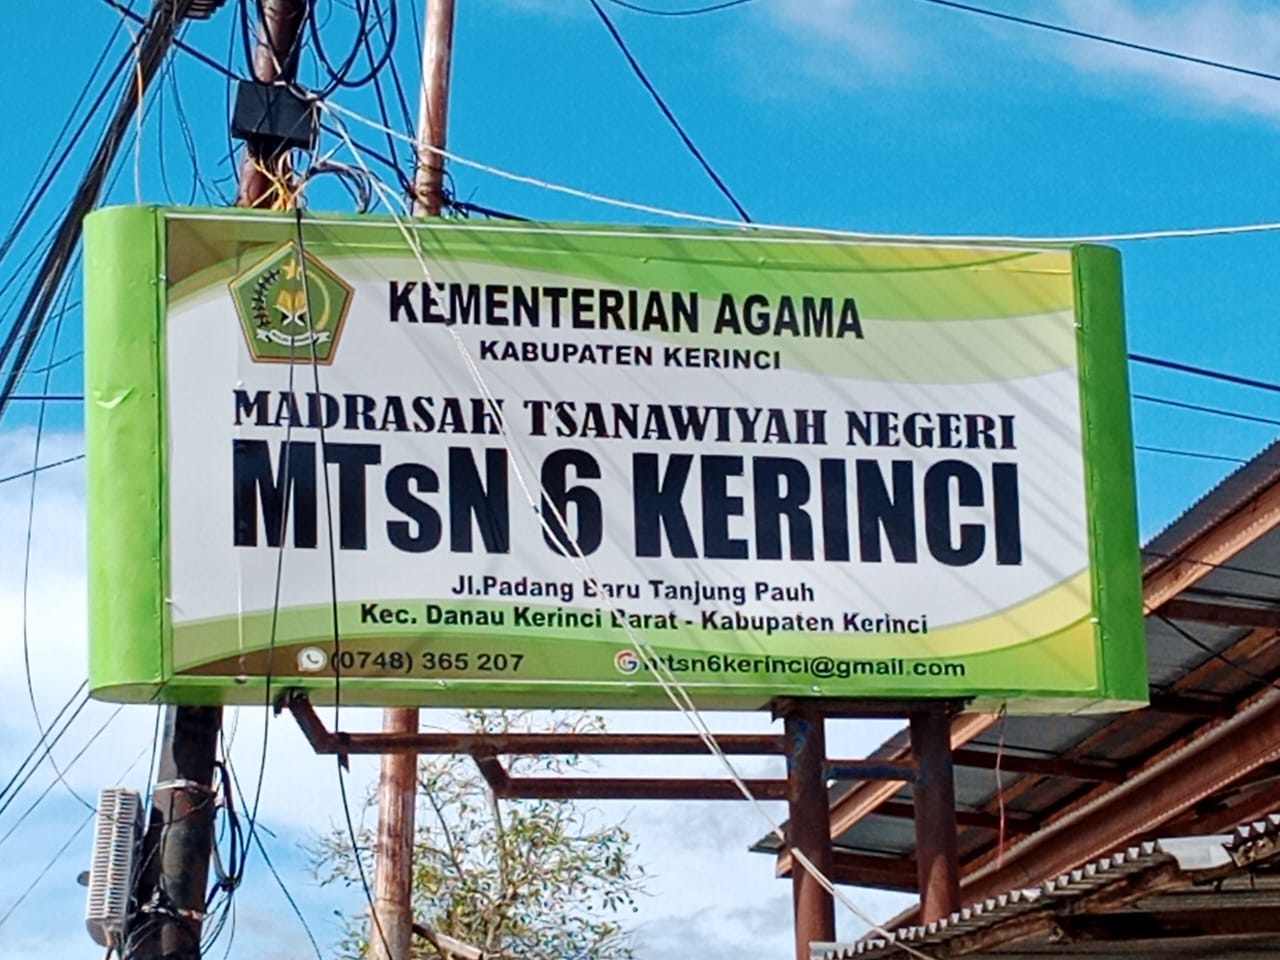 KEMENTERIAN AGAMA
KABUPATEN KERINCI
MADRASAH TSANAWIYAH NEGERI
MTsN 6 KERINCI
Jl.Padang Baru Tanjung Pauh
Kec. Danau Kerinci Barat - Kabupaten Kerinci
(0748) 365 207
mtsn6kerinci@gmail.com